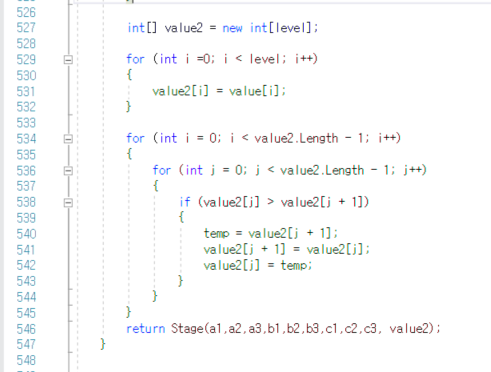 526
527 int[] value2 = new int[level];
528
529 for (int i =0; i < level; i++)
530 {
531 value2[i] = value[i];
532 }
533
534 for (int i = 0; i < value2.Length - 1; i++)
535 {
536 for (int j = 0; j < value2.Length - 1; j++)
537 {
538 if (value2[j] > value2[j + 1])
539 {
540 temp = value2[j + 1];
541 value2[j + 1] = value2[j];
542 value2[j] = temp;
543 }
544 }
545 }
546 return Stage(a1,a2,a3,b1,b2,b3,c1,c2,c3, value2);
547 }
548